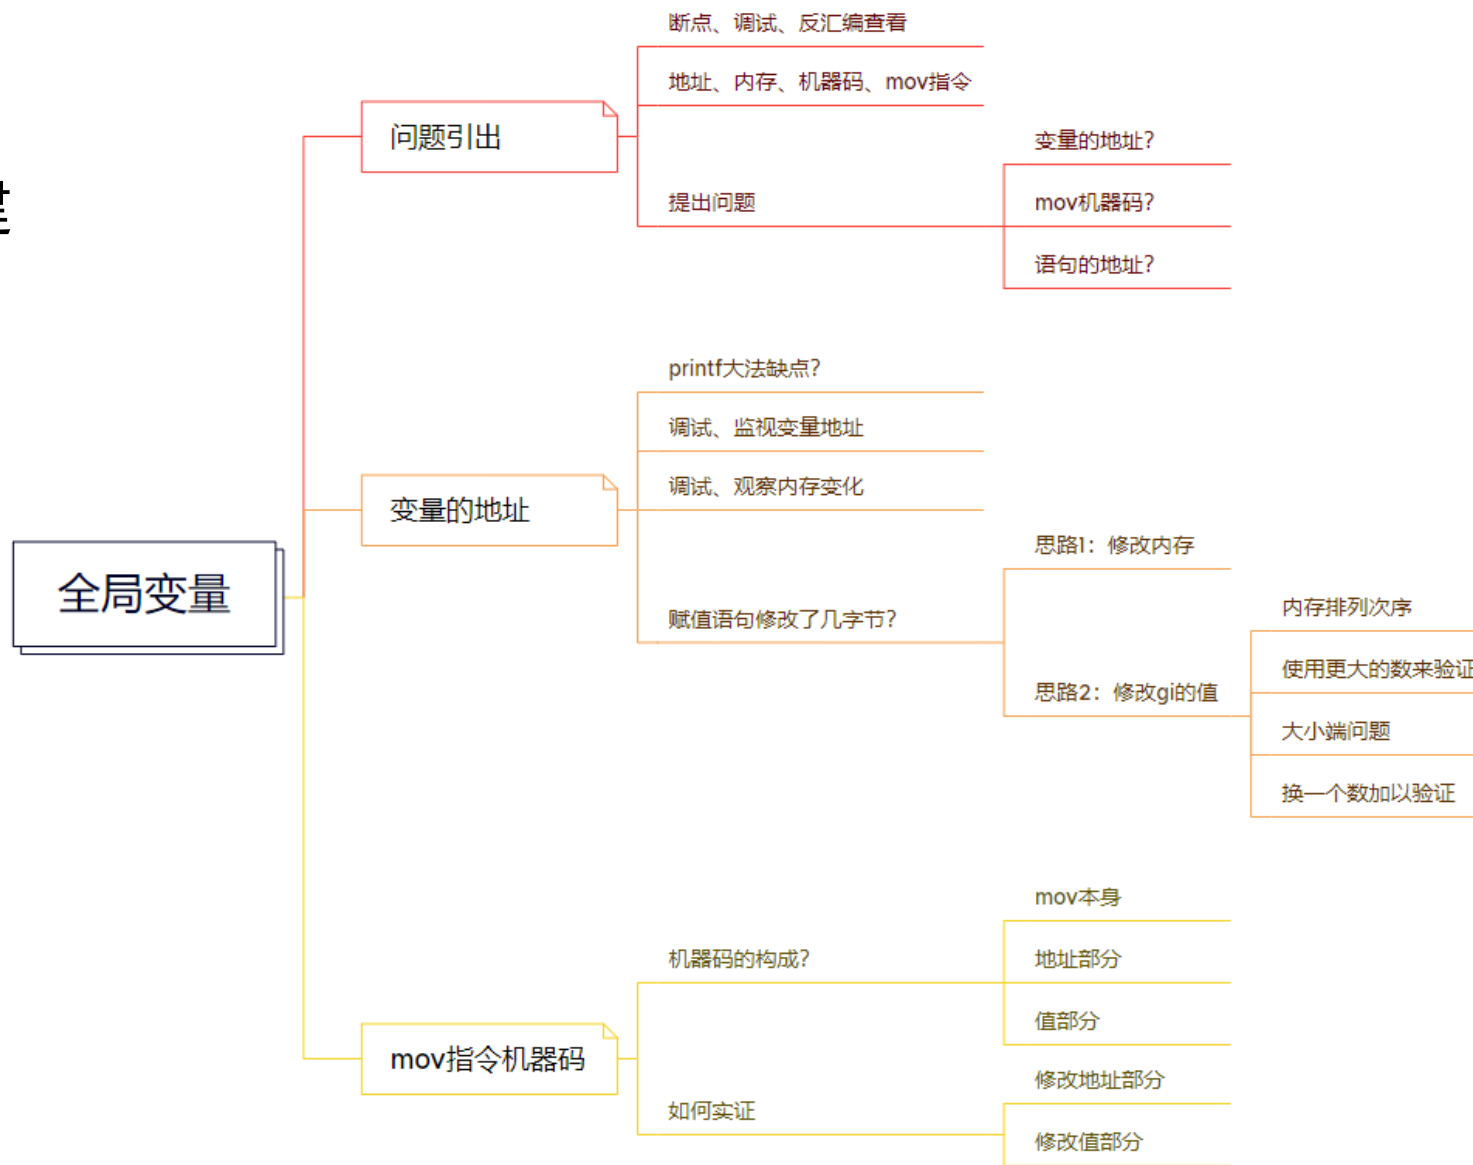 全局变量
问题引出
断点、调试、反汇编查看
地址、内存、机器码、mov指令
提出问题
变量的地址?
mov机器码?
语句的地址?
变量的地址
printf大法缺点?
调试、监视变量地址
调试、观察内存变化
赋值语句修改了几字节?
思路1：修改内存
思路2：修改gi的值
内存排列次序
使用更大的数来验证
大小端问题
换一个数加以验证
mov指令机器码
机器码的构成?
mov本身
地址部分
值部分
如何实证
修改地址部分
修改值部分